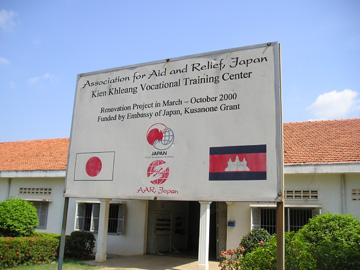 Association for Aid and Relief, Japan
Kien Khleang Vocational Training Center
Renovation Project in March – October 2000
Funded by Embassy of Japan, Kusanone Grant
JAPAN
AAR, Japan